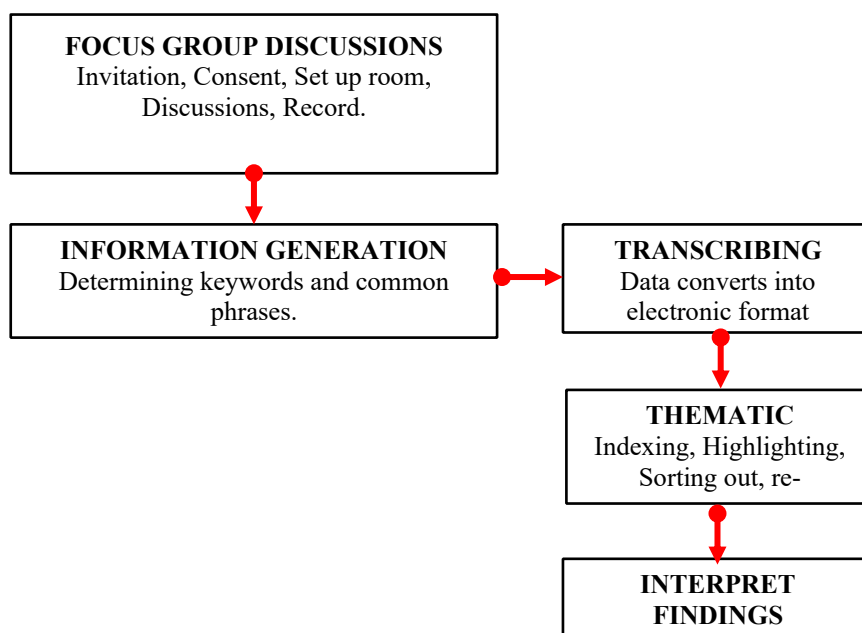 FOCUS GROUP DISCUSSIONS
Invitation, Consent, Set up room,
Discussions, Record.
INFORMATION GENERATION
Determining keywords and common
phrases.
TRANSCRIBING
Data converts into
electronic format
THEMATIC
Indexing, Highlighting,
Sorting out, re-
INTERPRET
FINDINGS